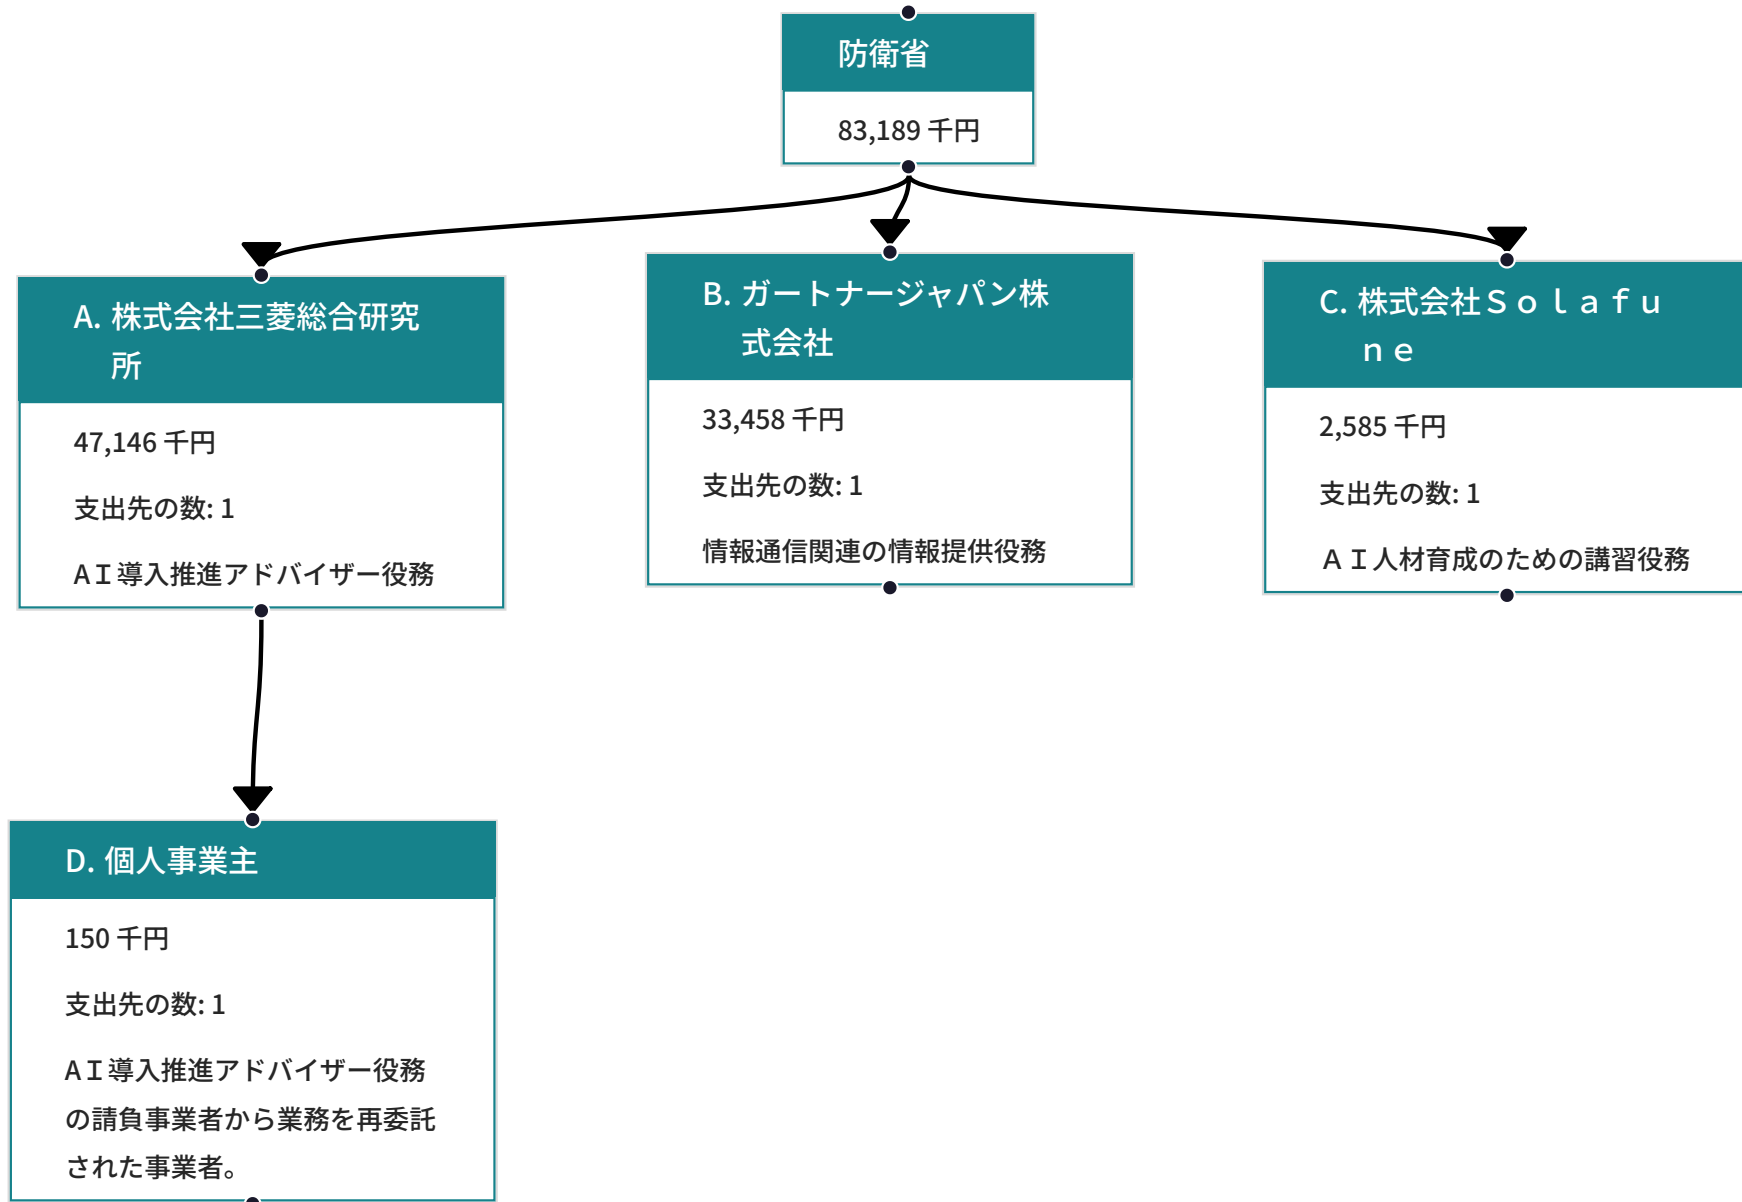 防衛省
83,189 千円
A. 株式会社三菱総合研究
所
47,146 千円
支出先の数: 1
AＩ導入推進アドバイザー役務
B. ガートナージャパン株
式会社
33,458 千円
支出先の数: 1
情報通信関連の情報提供役務
C. 株式会社Ｓｏｌａｆｕ
ｎｅ
2,585 千円
支出先の数: 1
ＡＩ人材育成のための講習役務
D. 個人事業主
150 千円
支出先の数: 1
AＩ導入推進アドバイザー役務
の請負事業者から業務を再委託
された事業者。